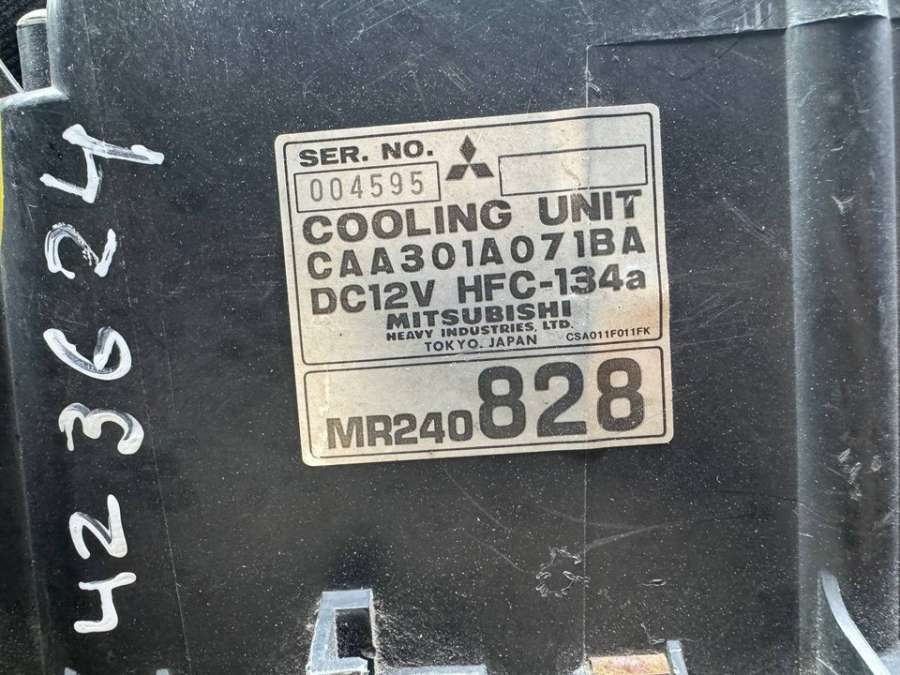 SER. NO.
004595
COOLING UNIT
CAA301A071BA
DC12V HFC-134a
MITSUBISHI
HEAVY INDUSTRIES, LTD.
TOKYO. JAPAN CSA011F011FK
MR240828
423624